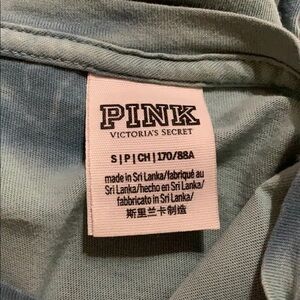 PINK
VICTORIA'S SECRET
S|P|CH|170/88A
made in Sri Lanka/fabriqué au
Sri Lanka/hecho en Sri Lanka/
fabbricato in Sri Lanka/
斯里兰卡制造